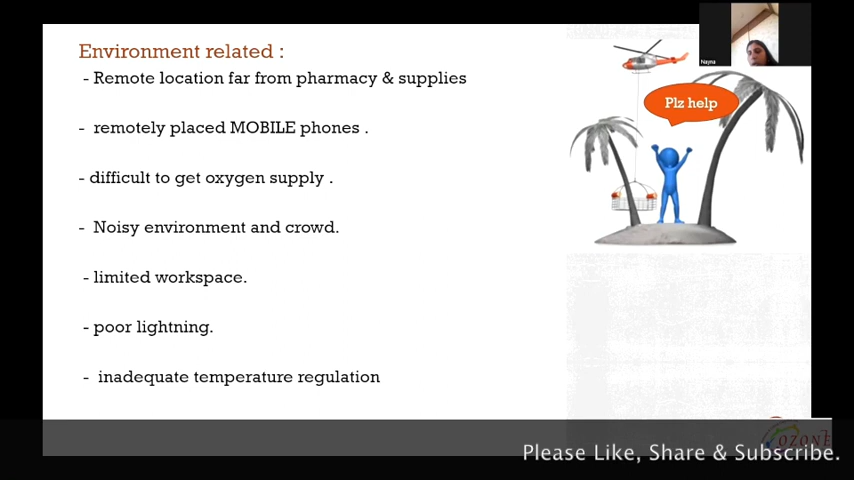 Environment related :
- Remote location far from pharmacy & supplies
- remotely placed MOBILE phones .
- difficult to get oxygen supply .
- Noisy environment and crowd.
- limited workspace.
- poor lightning.
- inadequate temperature regulation
Plz help
Nayna
OZONE
Please Like, Share & Subscribe.